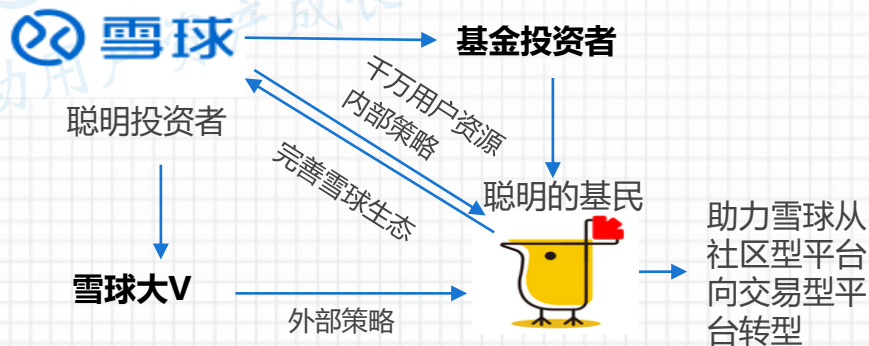 雪球
基金投资者
聪明投资者
千万用户资源
内部策略
完善雪球生态
聪明的基民
雪球大V
外部策略
助力雪球从
社区型平台
向交易型平
台转型